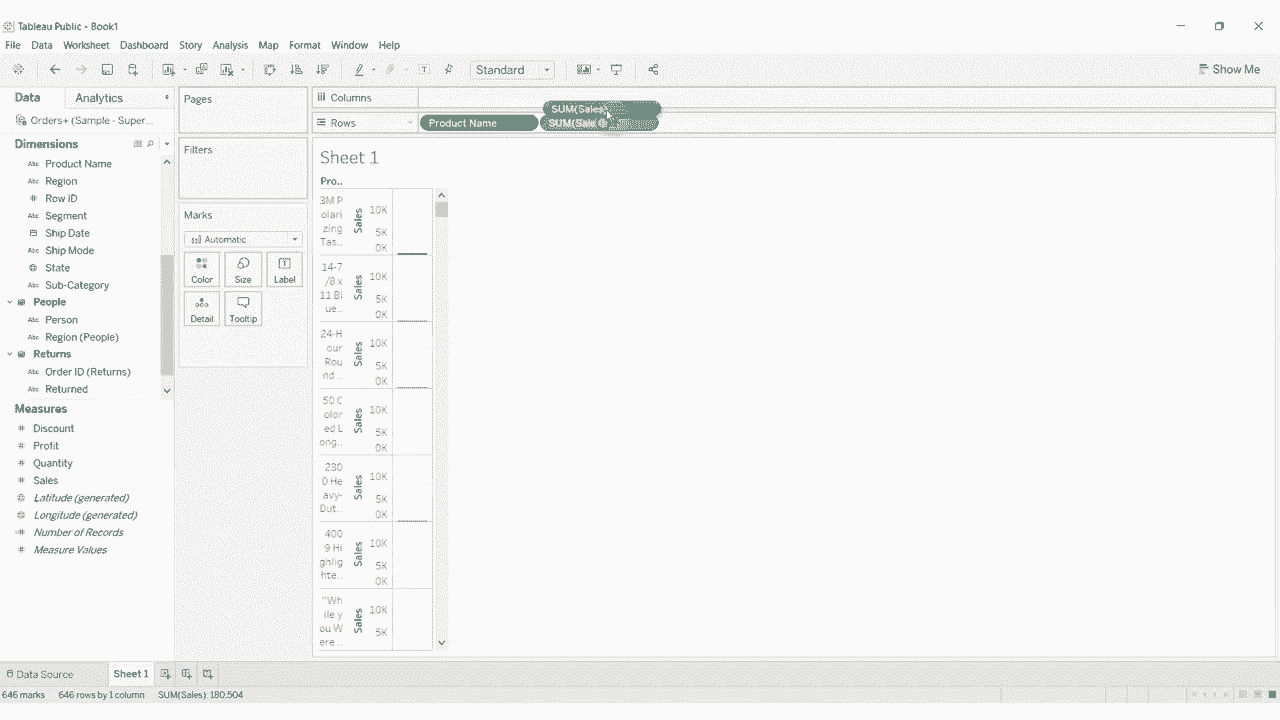 Tableau Public - Book1
File Data Worksheet Dashboard Story Analysis Map Format Window Help
Standard
Show Me
Data Analytics
Pages
Columns
SUM(Sales)
Orders+ (Sample - Super...
Rows
Product Name
Dimensions
Filters
Sheet 1
Product Name
Region
Row ID
Segment
Ship Date
Ship Mode
State
Sub-Category
People
Person
Region (People)
Returns
Order ID (Returns)
Returned
Marks
Automatic
Color Size Label
Detail Tooltip
Pro..
3M P
olari
zing
Tas..
Sales
10K
5K
0K
14-7
/8 x
11 Bl
ue..
Sales
10K
5K
0K
24-H
our
Rou
nd ..
Sales
10K
5K
0K
50 C
olor
ed L
ong..
Sales
10K
5K
0K
230
0 He
avy-
Dut..
Sales
10K
5K
0K
400
9 Hi
ghlig
hte..
Sales
10K
5K
0K
"Wh
ile y
ou W
ere ..
Sales
10K
5K
Measures
Discount
Profit
Quantity
Sales
Latitude (generated)
Longitude (generated)
Number of Records
Measure Values
Data Source
Sheet 1
646 marks 646 rows by 1 column SUM(Sales): 180,504